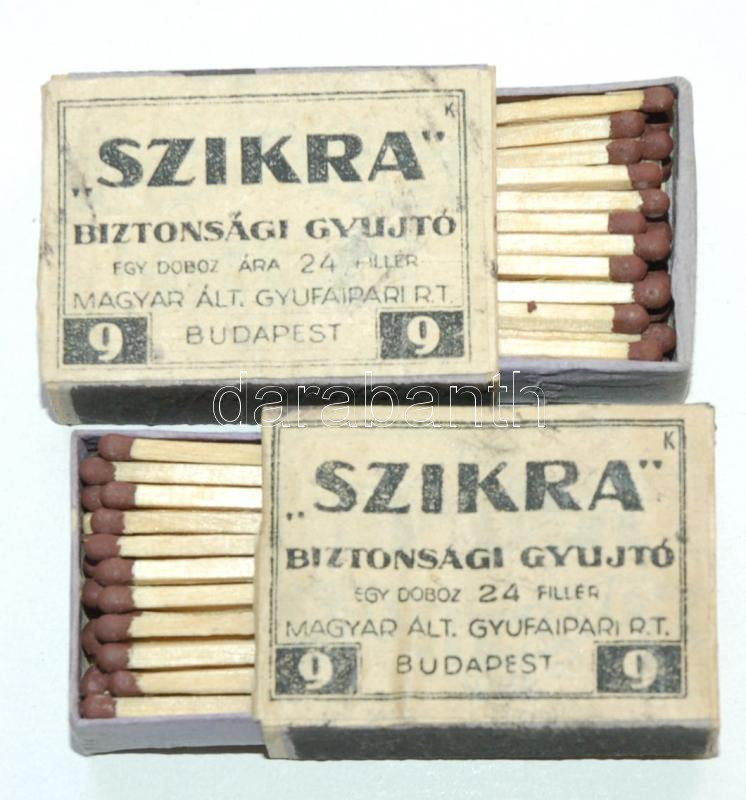 K
„SZIKRA"
BIZTONSÁGI GYUJTÓ
EGY DOBOZ ÁRA 24 FILLÉR
MAGYAR ÁLT. GYUFAIPARI R.T.
9 BUDAPEST 9
darabanth
K
„SZIKRA"
BIZTONSAGI GYUJTÓ
EGY DOBOZ 24 FILLÉR
MAGYAR ÁLT. GYUFAIPARI R.T.
9 BUDAPEST 9